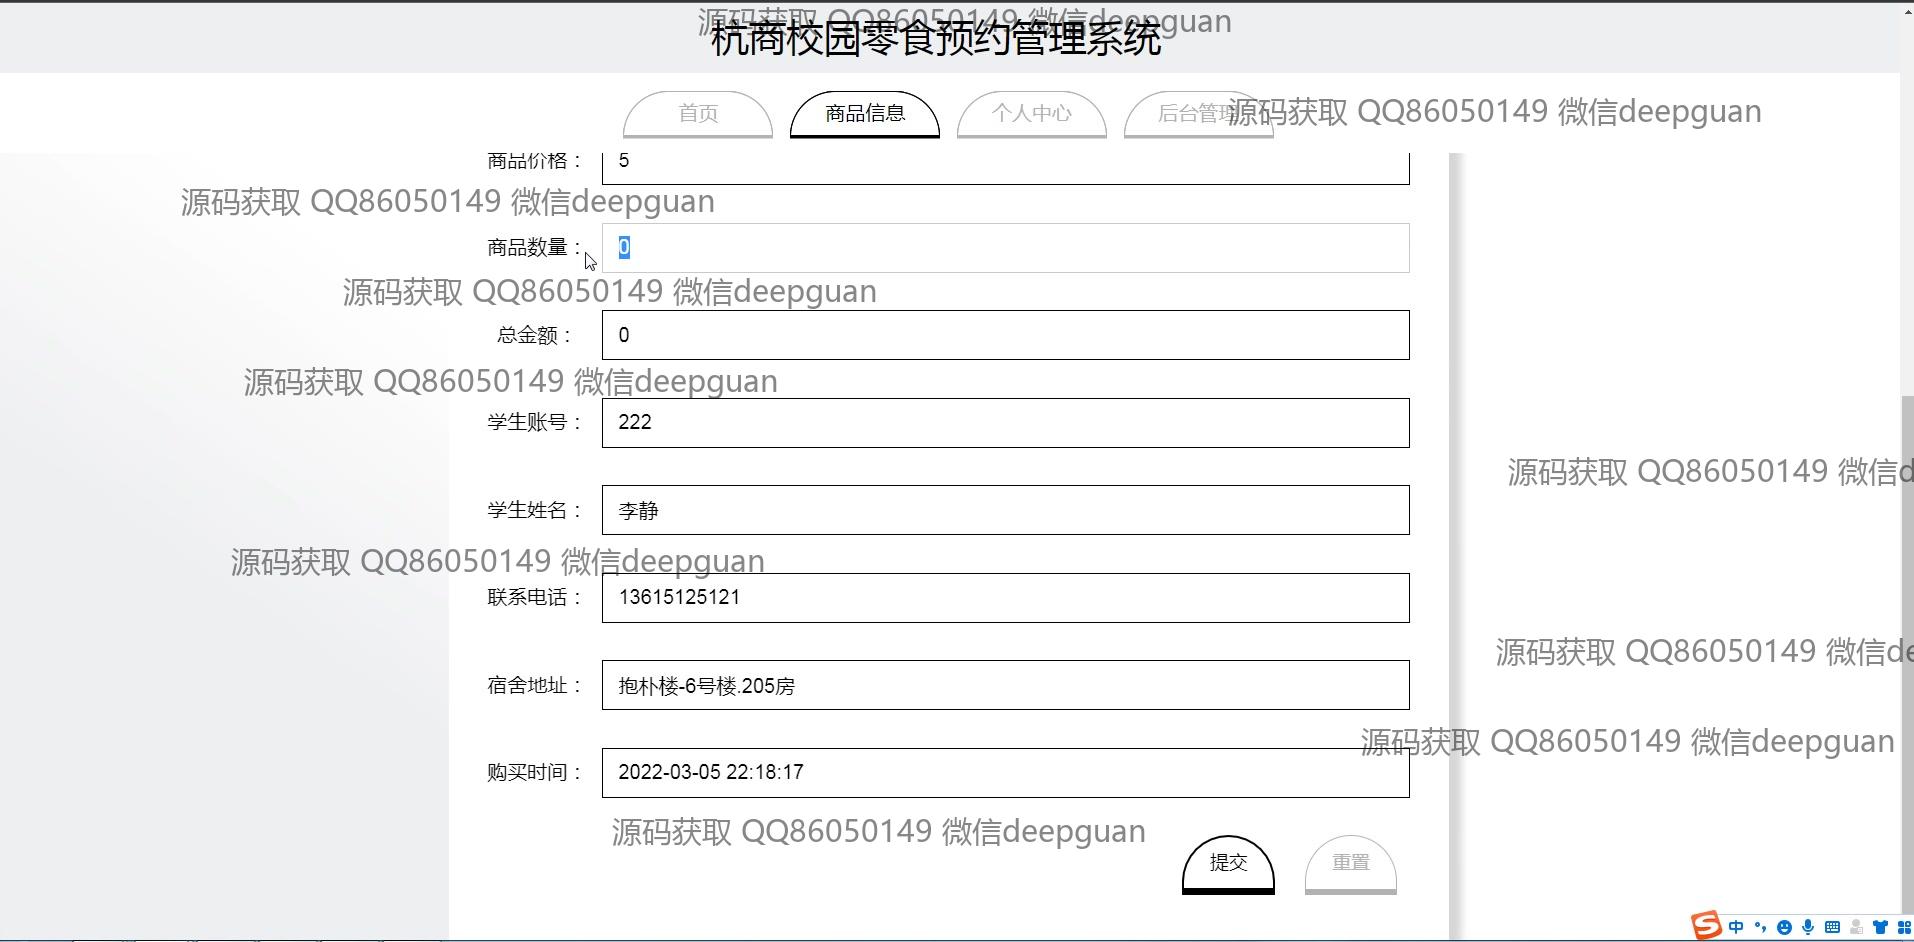 源码获取 QQ86050149 微信deepguan
杭商校园零食预约管理系统
首页
商品信息
个人中心
后台管理
源码获取 QQ86050149 微信deepguan
商品价格：
5
源码获取 QQ86050149 微信deepguan
商品数量：
0
源码获取 QQ86050149 微信deepguan
总金额：
0
源码获取 QQ86050149 微信deepguan
学生账号：
222
源码获取 QQ86050149 微信d
学生姓名：
李静
源码获取 QQ86050149 微信deepguan
联系电话：
13615125121
源码获取 QQ86050149 微信de
宿舍地址：
抱朴楼-6号楼.205房
源码获取 QQ86050149 微信deepguan
购买时间：
2022-03-05 22:18:17
源码获取 QQ86050149 微信deepguan
提交
重置
中